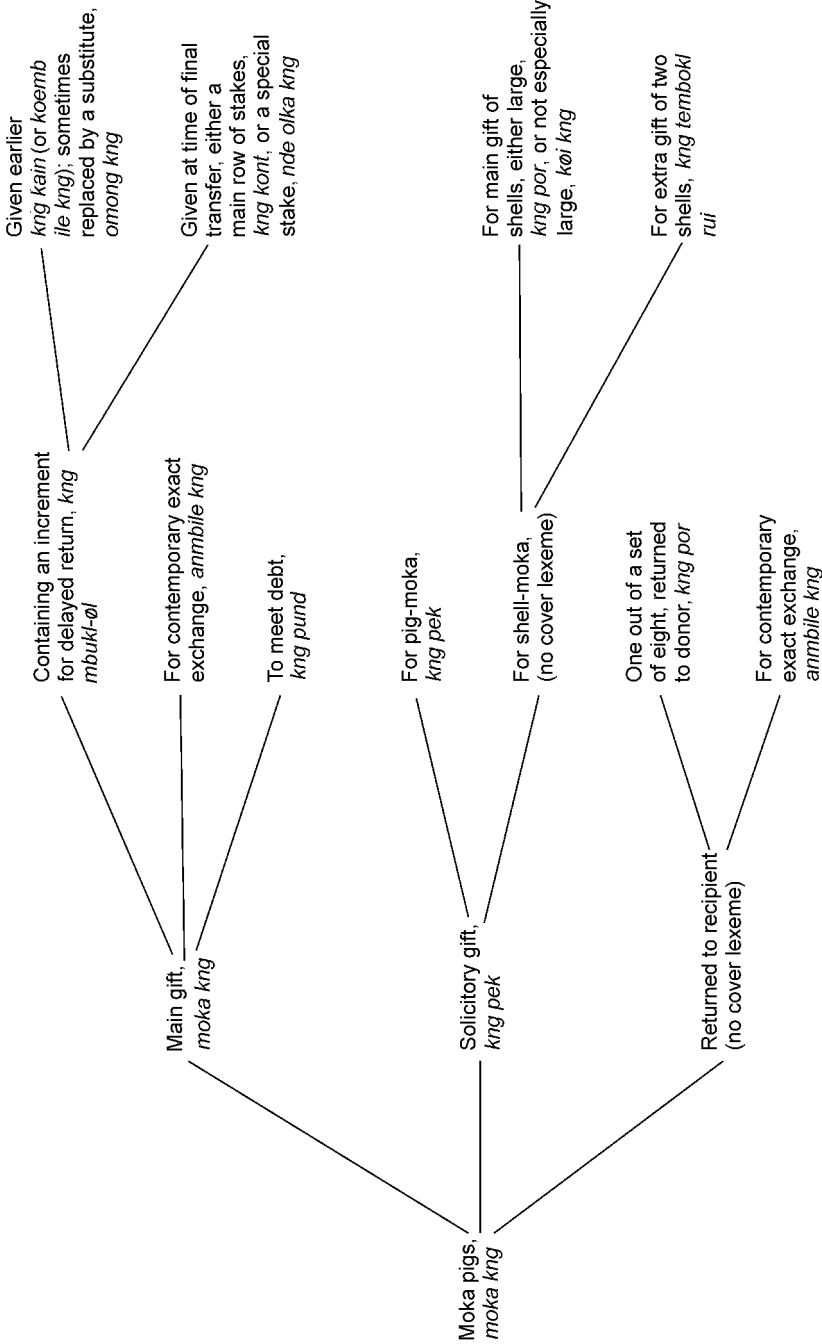 Moka pigs,
moka kng
Main gift,
moka kng
Containing an increment
for delayed return, kng
mbukl-øl
Given earlier
kng kain (or koemb
ile kng); sometimes
replaced by a substitute,
omong kng
Given at time of final
transfer, either a
main row of stakes,
kng kont, or a special
stake, nde olka kng
For contemporary exact
exchange, anmbile kng
To meet debt,
kng pund
Solicitory gift,
kng pek
For pig-moka,
kng pek
For shell-moka,
(no cover lexeme)
For main gift of
shells, either large,
kng por, or not especially
large, køi kng
For extra gift of two
shells, kng tembokl
rui
Returned to recipient
(no cover lexeme)
One out of a set
of eight, returned
to donor, kng por
For contemporary
exact exchange,
anmbile kng